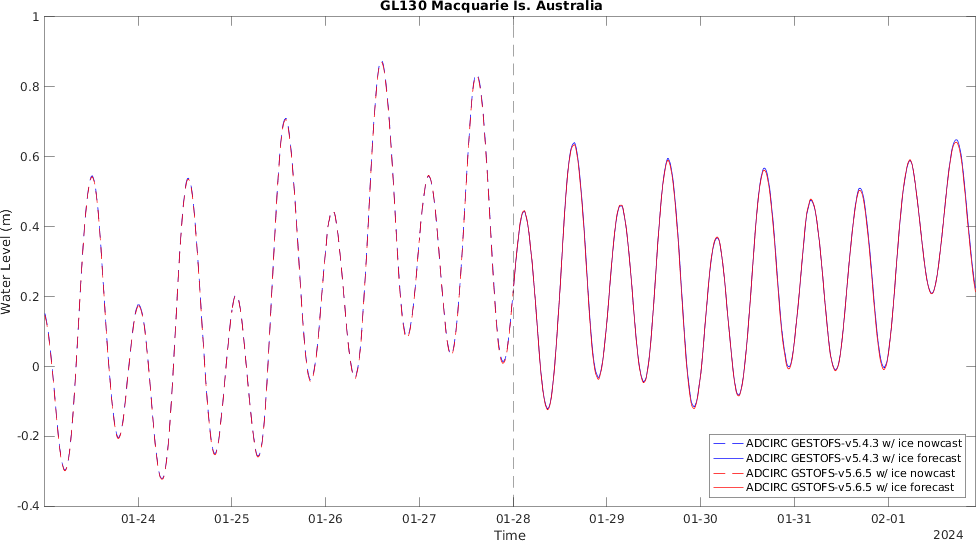 GL130 Macquarie Is. Australia
1
0.8
0.6
0.4
0.2
0
-0.2
-0.4
Water Level (m)
ADCIRC GESTOFS-v5.4.3 w/ ice nowcast
ADCIRC GESTOFS-v5.4.3 w/ ice forecast
ADCIRC GSTOFS-v5.6.5 w/ ice nowcast
ADCIRC GSTOFS-v5.6.5 w/ ice forecast
01-24 01-25 01-26 01-27 01-28 01-29 01-30 01-31 02-01
Time
2024